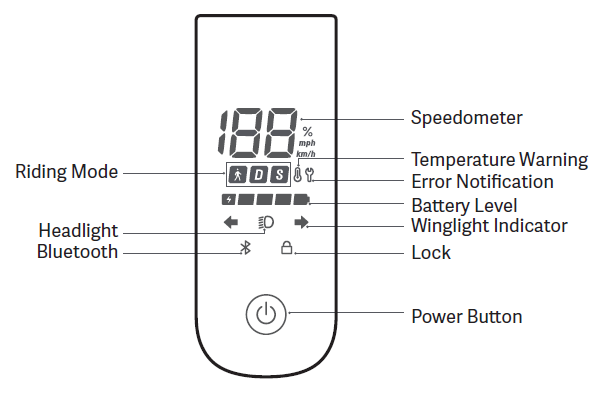 188
%
mph
km/h
Speedometer
Temperature Warning
Riding Mode
D S
Error Notification
Battery Level
Winglight Indicator
Headlight
Bluetooth
Lock
Power Button